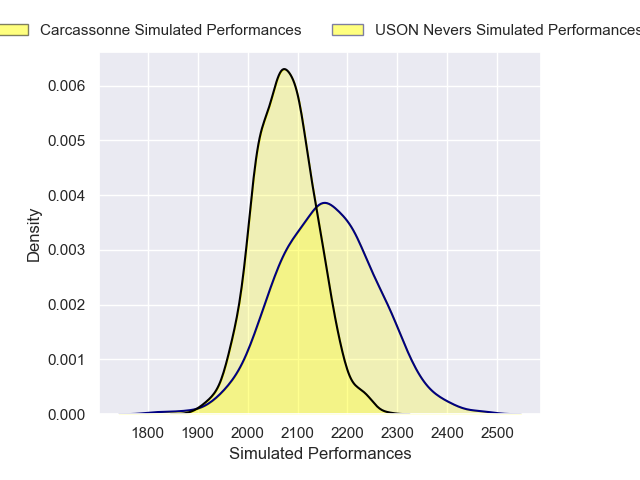 Carcassonne Simulated Performances
USON Nevers Simulated Performances
0.006
0.005
0.004
0.003
0.002
0.001
0.000
Density
1800 1900 2000 2100 2200 2300 2400 2500
Simulated Performances